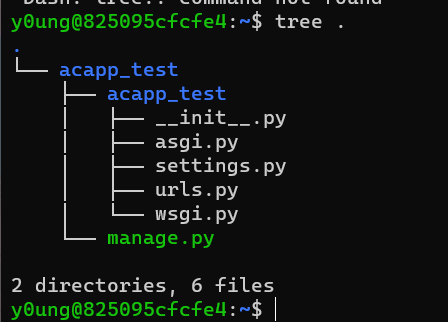 -bash: tree.: command not found
y0ung@825095cfcfe4:~$ tree .
.
└── acapp_test
    ├── acapp_test
    │   ├── __init__.py
    │   ├── asgi.py
    │   ├── settings.py
    │   ├── urls.py
    │   └── wsgi.py
    └── manage.py
2 directories, 6 files
y0ung@825095cfcfe4:~$